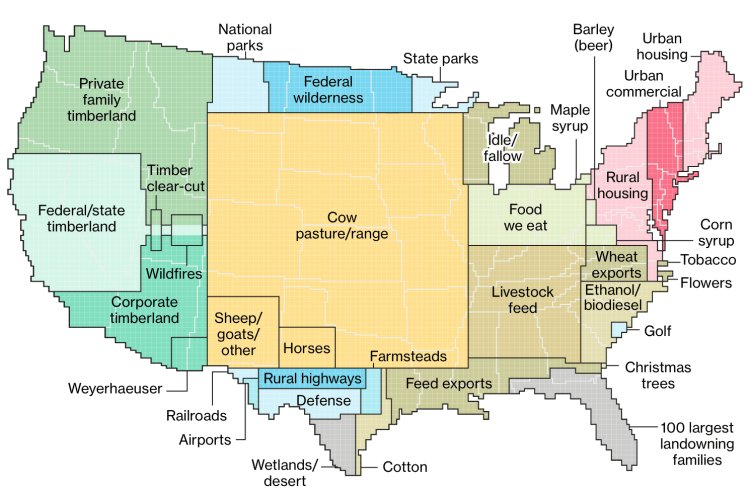 National
parks
State parks
Barley
(beer)
Urban
housing
Urban
commercial
Private
family
timberland
Federal
wilderness
Maple
syrup
Idle/
fallow
Timber
clear-cut
Rural
housing
Federal/state
timberland
Cow
pasture/range
Food
we eat
Corn
syrup
Wildfires
Wheat
exports
Tobacco
Flowers
Corporate
timberland
Livestock
feed
Ethanol/
biodiesel
Sheep/
goats/
other
Horses
Golf
Farmsteads
Weyerhaeuser
Rural highways
Feed exports
Christmas
trees
Railroads
Defense
Airports
100 largest
landowning
families
Wetlands/
desert
Cotton